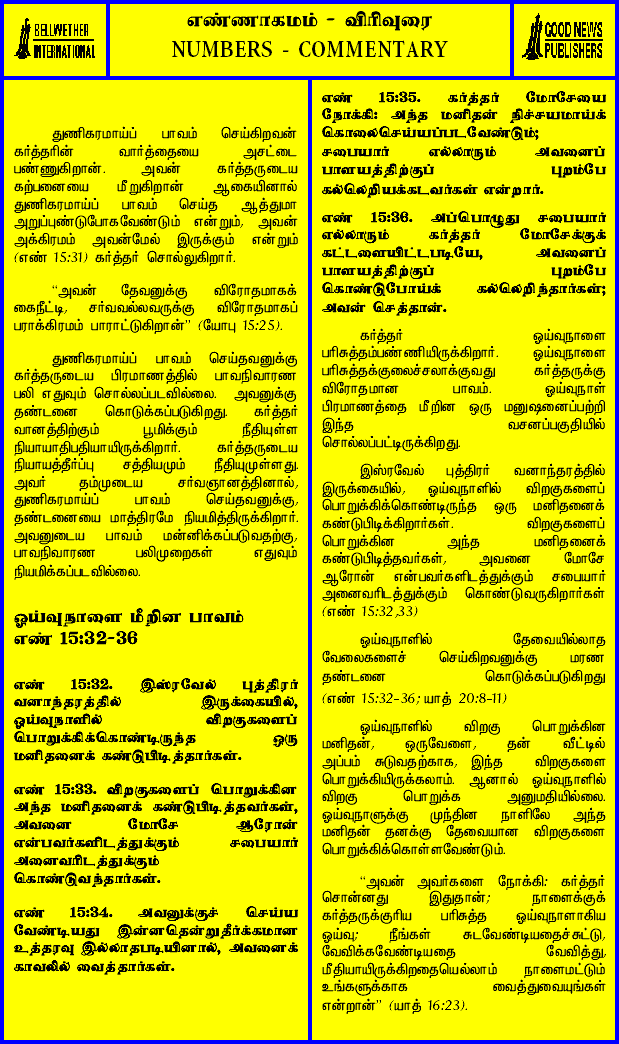 BELLWETHER
INTERNATIONAL
எண்ணாகமம் - விரிவுரை
NUMBERS - COMMENTARY
GOOD NEWS
PUBLISHERS
துணிகரமாய்ப் பாவம் செய்கிறவன்
கர்த்தரின் வார்த்தையை அசட்டை
பண்ணுகிறான். அவன் கர்த்தருடைய
கற்பனையை மீறுகிறான் ஆகையினால்
துணிகரமாய்ப் பாவம் செய்த ஆத்துமா
அறுப்புண்டுபோகவேண்டும் என்றும், அவன்
அக்கிரமம் அவன்மேல் இருக்கும் என்றும்
(எண் 15:31) கர்த்தர் சொல்லுகிறார்.
“அவன் தேவனுக்கு விரோதமாகக்
கைநீட்டி, சர்வவல்லவருக்கு விரோதமாகப்
பராக்கிரமம் பாராட்டுகிறான்” (யோபு 15:25).
துணிகரமாய்ப் பாவம் செய்தவனுக்கு
கர்த்தருடைய பிரமாணத்தில் பாவநிவாரண
பலி எதுவும் சொல்லப்படவில்லை. அவனுக்கு
தண்டனை கொடுக்கப்படுகிறது. கர்த்தர்
வானத்திற்கும் பூமிக்கும் நீதியுள்ள
நியாயாதிபதியாயிருக்கிறார். கர்த்தருடைய
நியாயத்தீர்ப்பு சத்தியமும் நீதியுமுள்ளது.
அவர் தம்முடைய சர்வஞானத்தினால்,
துணிகரமாய்ப் பாவம் செய்தவனுக்கு,
தண்டனையை மாத்திரமே நியமித்திருக்கிறார்.
அவனுடைய பாவம் மன்னிக்கப்படுவதற்கு,
பாவநிவாரண பலிமுறைகள் எதுவும்
நியமிக்கப்படவில்லை.
ஓய்வுநாளை மீறின பாவம்
எண் 15:32-36
எண் 15:32. இஸ்ரவேல் புத்திரர்
வனாந்தரத்தில் இருக்கையில்,
ஓய்வுநாளில் விறகுகளைப்
பொறுக்கிக்கொண்டிருந்த ஒரு
மனிதனைக் கண்டுபிடித்தார்கள்.
எண் 15:33. விறகுகளைப் பொறுக்கின
அந்த மனிதனைக் கண்டுபிடித்தவர்கள்,
அவனை மோசே ஆரோன்
என்பவர்களிடத்துக்கும் சபையார்
அனைவரிடத்துக்கும்
கொண்டுவந்தார்கள்.
எண் 15:34. அவனுக்குச் செய்ய
வேண்டியது இன்னதென்றுதீர்க்கமான
உத்தரவு இல்லாதபடியினால், அவனைக்
காவலில் வைத்தார்கள்.
எண் 15:35. கர்த்தர் மோசேயை
நோக்கி: அந்த மனிதன் நிச்சயமாய்க்
கொலைசெய்யப்படவேண்டும்;
சபையார் எல்லாரும் அவனைப்
பாளயத்திற்குப் புறம்பே
கல்லெறியக்கடவர்கள் என்றார்.
எண் 15:36. அப்பொழுது சபையார்
எல்லாரும் கர்த்தர் மோசேக்குக்
கட்டளையிட்டபடியே, அவனைப்
பாளயத்திற்குப் புறம்பே
கொண்டுபோய்க் கல்லெறிந்தார்கள்;
அவன் செத்தான்.
கர்த்தர் ஓய்வுநாளை
பரிசுத்தம்பண்ணியிருக்கிறார். ஓய்வுநாளை
பரிசுத்தக்குலைச்சலாக்குவது கர்த்தருக்கு
விரோதமான பாவம். ஓய்வுநாள்
பிரமாணத்தை மீறின ஒரு மனுஷனைப்பற்றி
இந்த வசனப்பகுதியில்
சொல்லப்பட்டிருக்கிறது.
இஸ்ரவேல் புத்திரர் வனாந்தரத்தில்
இருக்கையில், ஓய்வுநாளில் விறகுகளைப்
பொறுக்கிக்கொண்டிருந்த ஒரு மனிதனைக்
கண்டுபிடிக்கிறார்கள். விறகுகளைப்
பொறுக்கின அந்த மனிதனைக்
கண்டுபிடித்தவர்கள், அவனை மோசே
ஆரோன் என்பவர்களிடத்துக்கும் சபையார்
அனைவரிடத்துக்கும் கொண்டுவருகிறார்கள்
(எண் 15:32,33)
ஓய்வுநாளில் தேவையில்லாத
வேலைகளைச் செய்கிறவனுக்கு மரண
தண்டனை கொடுக்கப்படுகிறது
(எண் 15:32-36; யாத் 20:8-11)
ஓய்வுநாளில் விறகு பொறுக்கின
மனிதன், ஒருவேளை, தன் வீட்டில்
அப்பம் சுடுவதற்காக, இந்த விறகுகளை
பொறுக்கியிருக்கலாம். ஆனால் ஓய்வுநாளில்
விறகு பொறுக்க அனுமதியில்லை.
ஓய்வுநாளுக்கு முந்தின நாளிலே அந்த
மனிதன் தனக்கு தேவையான விறகுகளை
பொறுக்கிக்கொள்ளவேண்டும்.
“அவன் அவர்களை நோக்கி: கர்த்தர்
சொன்னது இதுதான்; நாளைக்குக்
கர்த்தருக்குரிய பரிசுத்த ஓய்வுநாளாகிய
ஓய்வு; நீங்கள் சுடவேண்டியதைச்சுட்டு,
வேவிக்கவேண்டியதை வேவித்து,
மீதியாயிருக்கிறதையெல்லாம் நாளைமட்டும்
உங்களுக்காக வைத்துவையுங்கள்
என்றான்” (யாத் 16:23).